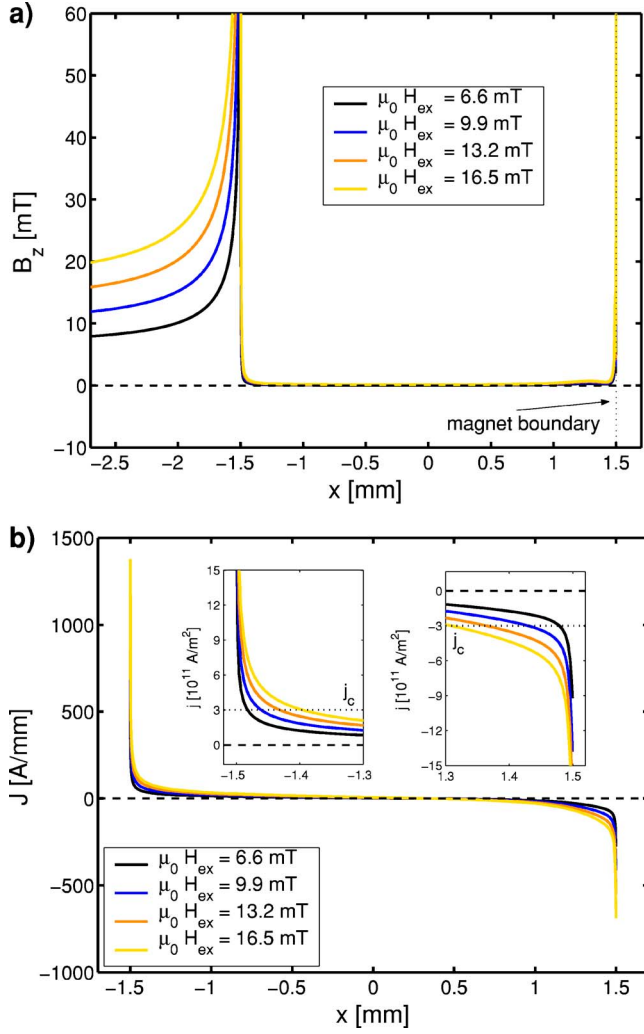 a)
60
50
40
30
20
10
0
−10
B_z [mT]
μ_0 H_ex = 6.6 mT
μ_0 H_ex = 9.9 mT
μ_0 H_ex = 13.2 mT
μ_0 H_ex = 16.5 mT
magnet boundary
−2.5 −2 −1.5 −1 −0.5 0 0.5 1 1.5
x [mm]
b)
1500
1000
500
0
−500
−1000
J [A/mm]
15
12
9
6
3
0
j [10^11 A/m^2]
j_c
−1.5 −1.4 −1.3
0
−3
−6
−9
−12
−15
j [10^11 A/m^2]
j_c
1.3 1.4 1.5
μ_0 H_ex = 6.6 mT
μ_0 H_ex = 9.9 mT
μ_0 H_ex = 13.2 mT
μ_0 H_ex = 16.5 mT
−1.5 −1 −0.5 0 0.5 1 1.5
x [mm]